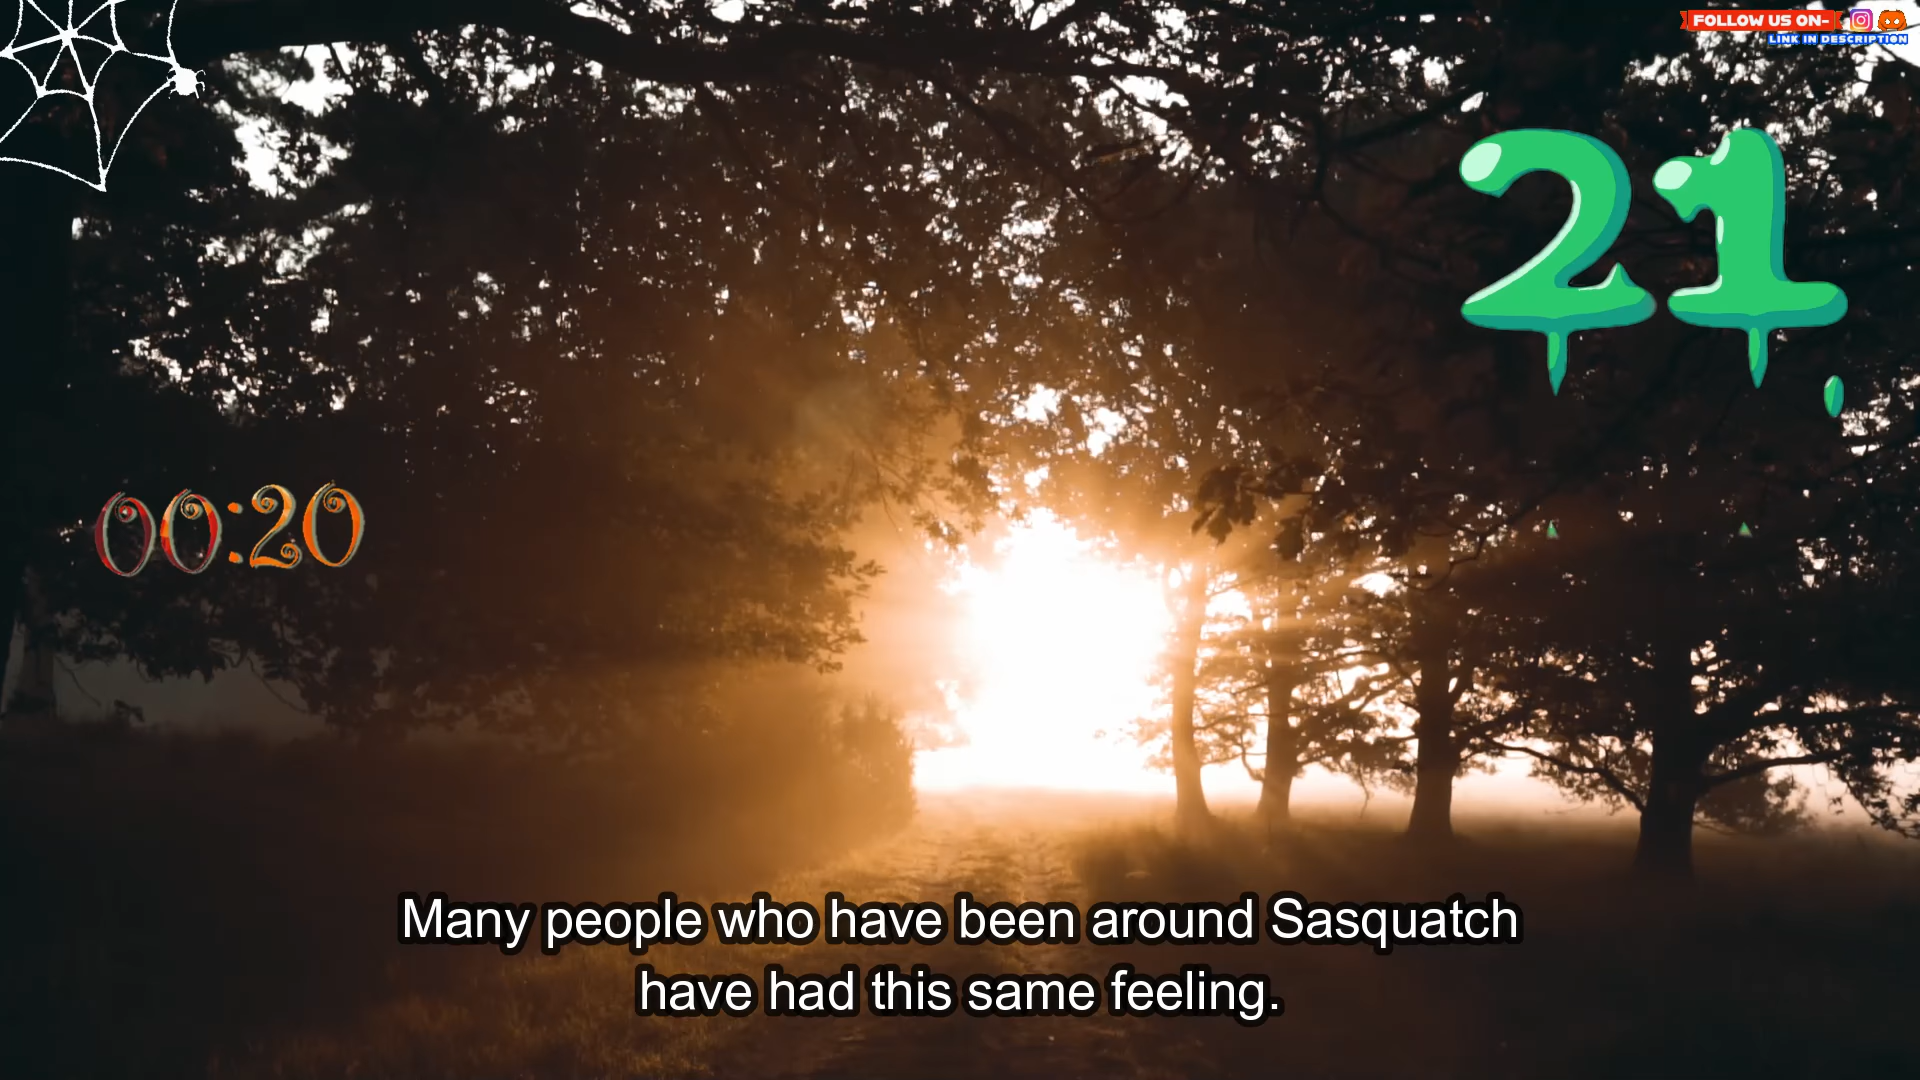 FOLLOW US ON-
LINK IN DESCRIPTION
21
00:20
Many people who have been around Sasquatch
have had this same feeling.